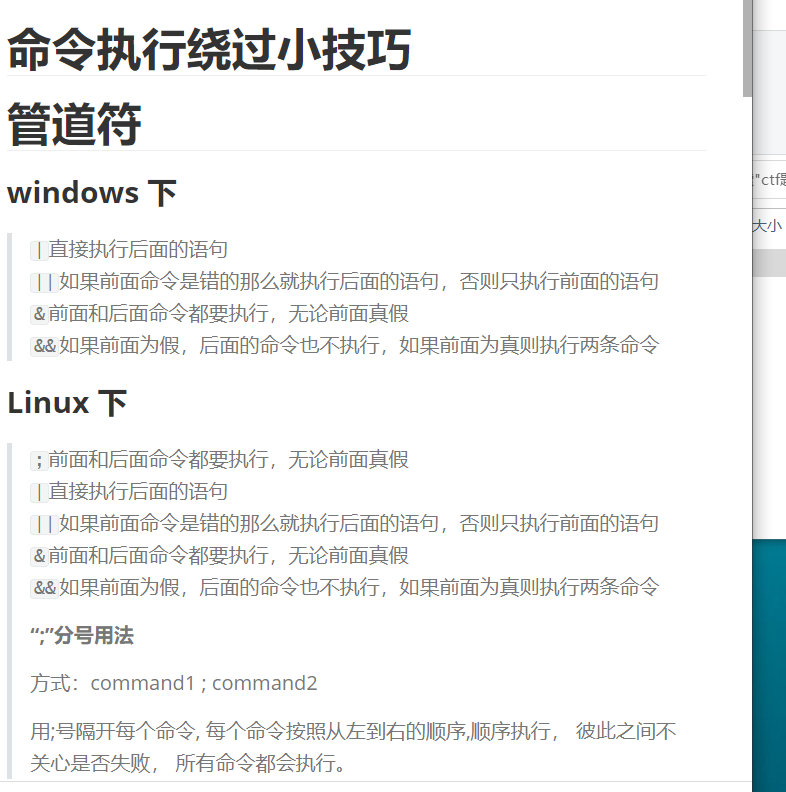 命令执行绕过小技巧
管道符
windows 下
|直接执行后面的语句
||如果前面命令是错的那么就执行后面的语句，否则只执行前面的语句
&前面和后面命令都要执行，无论前面真假
&&如果前面为假，后面的命令也不执行，如果前面为真则执行两条命令
Linux 下
;前面和后面命令都要执行，无论前面真假
|直接执行后面的语句
||如果前面命令是错的那么就执行后面的语句，否则只执行前面的语句
&前面和后面命令都要执行，无论前面真假
&&如果前面为假，后面的命令也不执行，如果前面为真则执行两条命令
“;”分号用法
方式：command1 ; command2
用;号隔开每个命令, 每个命令按照从左到右的顺序,顺序执行， 彼此之间不
关心是否失败， 所有命令都会执行。
"ctf是
大小